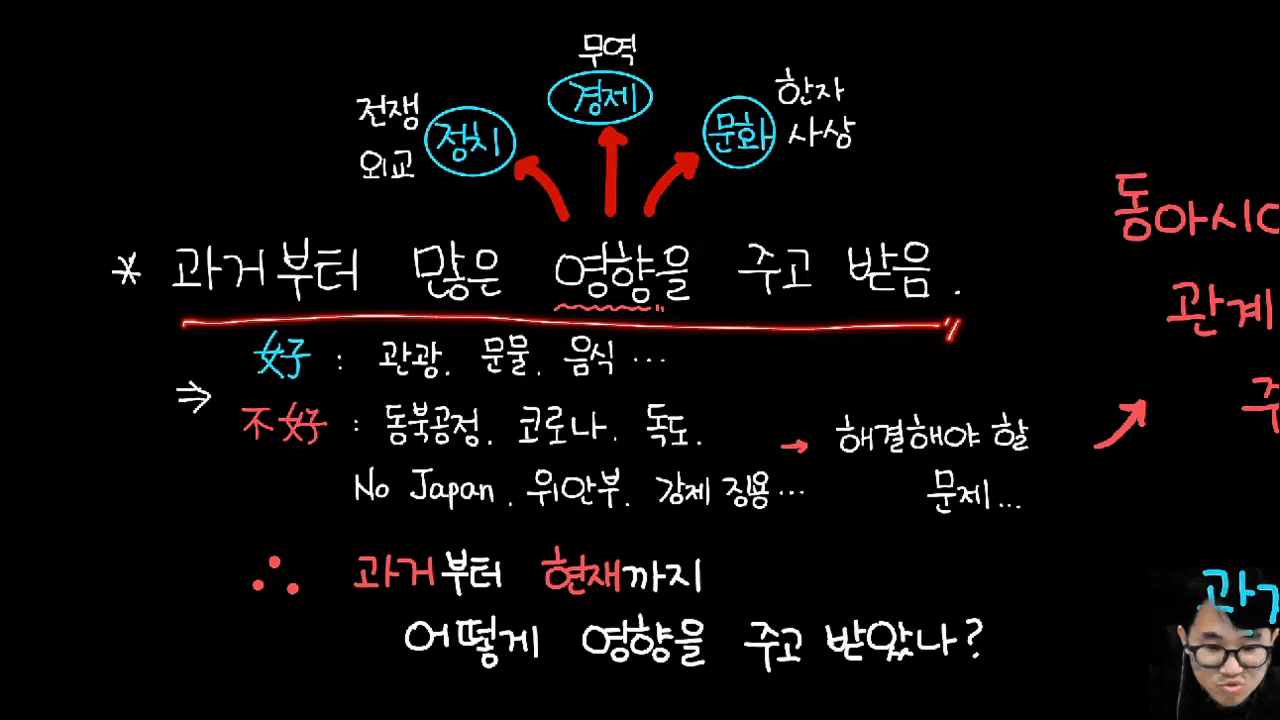 무역
경제
전쟁
외교
정치
문화
한자
사상
* 과거부터 많은 영향을 주고 받음.
好 : 관광. 문물. 음식 …
⇒
不好 : 동북공정. 코로나. 독도.
No Japan. 위안부. 강제 징용 …
→ 해결해야 할
문제…
∴ 과거부터 현재까지
어떻게 영향을 주고 받았나?
동아시
관계